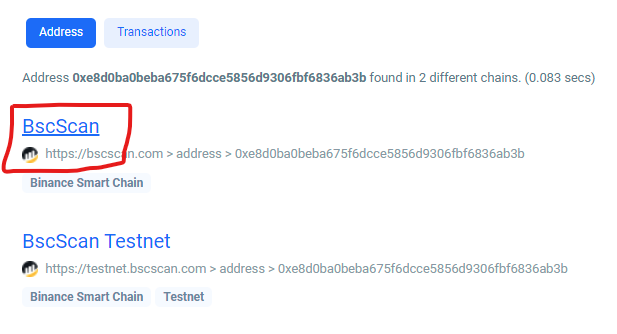 Address Transactions
Address 0xe8d0ba0beba675f6dcce5856d9306fbf6836ab3b found in 2 different chains. (0.083 secs)
BscScan
https://bscscan.com > address > 0xe8d0ba0beba675f6dcce5856d9306fbf6836ab3b
Binance Smart Chain
BscScan Testnet
https://testnet.bscscan.com > address > 0xe8d0ba0beba675f6dcce5856d9306fbf6836ab3b
Binance Smart Chain Testnet